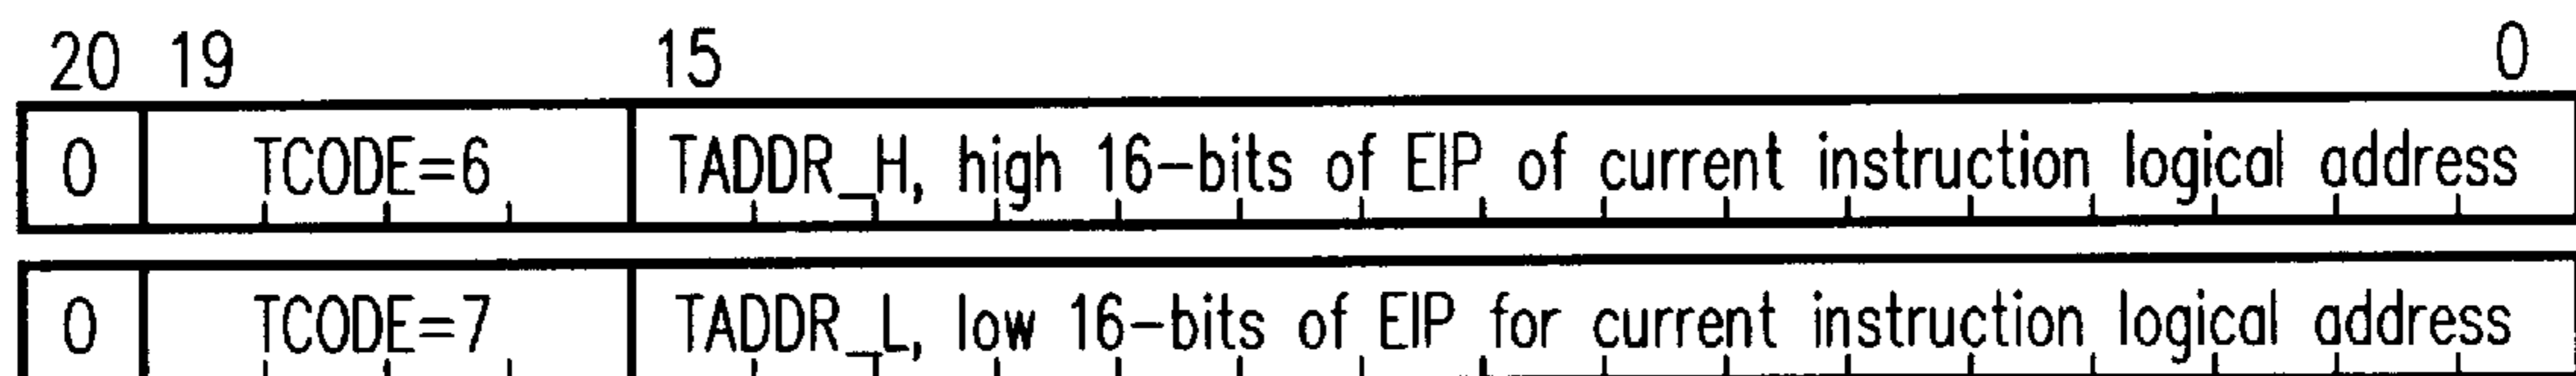 20 19 15 0
0 TCODE=6 TADDR_H, high 16-bits of EIP of current instruction logical address
0 TCODE=7 TADDR_L, low 16-bits of EIP for current instruction logical address